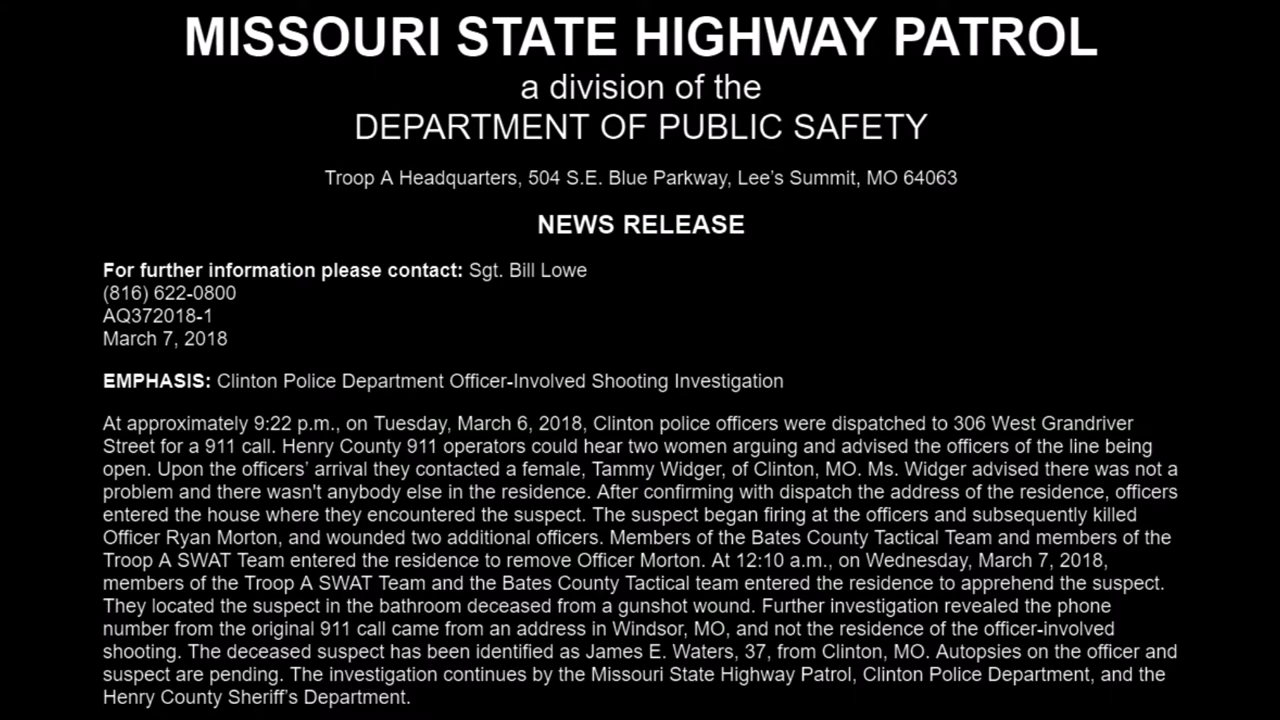 MISSOURI STATE HIGHWAY PATROL
a division of the
DEPARTMENT OF PUBLIC SAFETY
Troop A Headquarters, 504 S.E. Blue Parkway, Lee’s Summit, MO 64063
NEWS RELEASE
For further information please contact: Sgt. Bill Lowe
(816) 622-0800
AQ372018-1
March 7, 2018
EMPHASIS: Clinton Police Department Officer-Involved Shooting Investigation
At approximately 9:22 p.m., on Tuesday, March 6, 2018, Clinton police officers were dispatched to 306 West Grandriver
Street for a 911 call. Henry County 911 operators could hear two women arguing and advised the officers of the line being
open. Upon the officers’ arrival they contacted a female, Tammy Widger, of Clinton, MO. Ms. Widger advised there was not a
problem and there wasn't anybody else in the residence. After confirming with dispatch the address of the residence, officers
entered the house where they encountered the suspect. The suspect began firing at the officers and subsequently killed
Officer Ryan Morton, and wounded two additional officers. Members of the Bates County Tactical Team and members of the
Troop A SWAT Team entered the residence to remove Officer Morton. At 12:10 a.m., on Wednesday, March 7, 2018,
members of the Troop A SWAT Team and the Bates County Tactical team entered the residence to apprehend the suspect.
They located the suspect in the bathroom deceased from a gunshot wound. Further investigation revealed the phone
number from the original 911 call came from an address in Windsor, MO, and not the residence of the officer-involved
shooting. The deceased suspect has been identified as James E. Waters, 37, from Clinton, MO. Autopsies on the officer and
suspect are pending. The investigation continues by the Missouri State Highway Patrol, Clinton Police Department, and the
Henry County Sheriff’s Department.